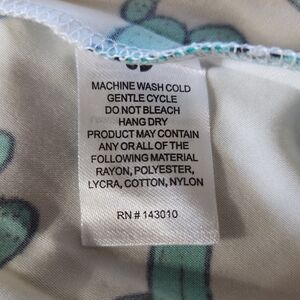 MACHINE WASH COLD
GENTLE CYCLE
DO NOT BLEACH
HANG DRY
PRODUCT MAY CONTAIN
ANY OR ALL OF THE
FOLLOWING MATERIAL
RAYON, POLYESTER,
LYCRA, COTTON, NYLON
RN # 143010